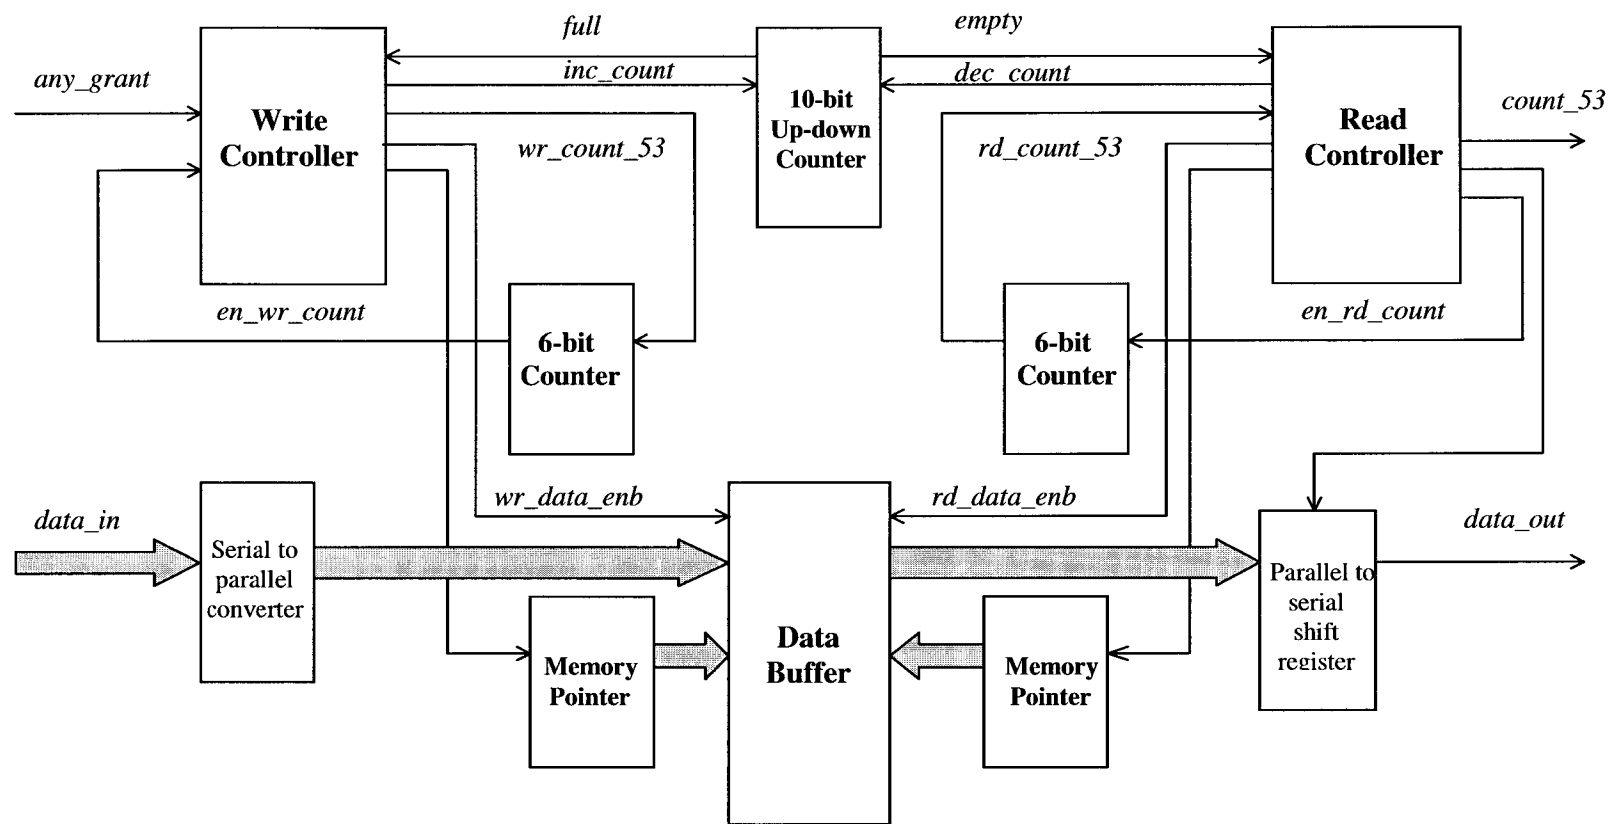 full
empty
any_grant
inc_count
dec_count
count_53
Write
Controller
10-bit
Up-down
Counter
Read
Controller
wr_count_53
rd_count_53
en_wr_count
en_rd_count
6-bit
Counter
6-bit
Counter
data_in
wr_data_enb
rd_data_enb
data_out
Serial to
parallel
converter
Parallel to
serial
shift
register
Data
Buffer
Memory
Pointer
Memory
Pointer